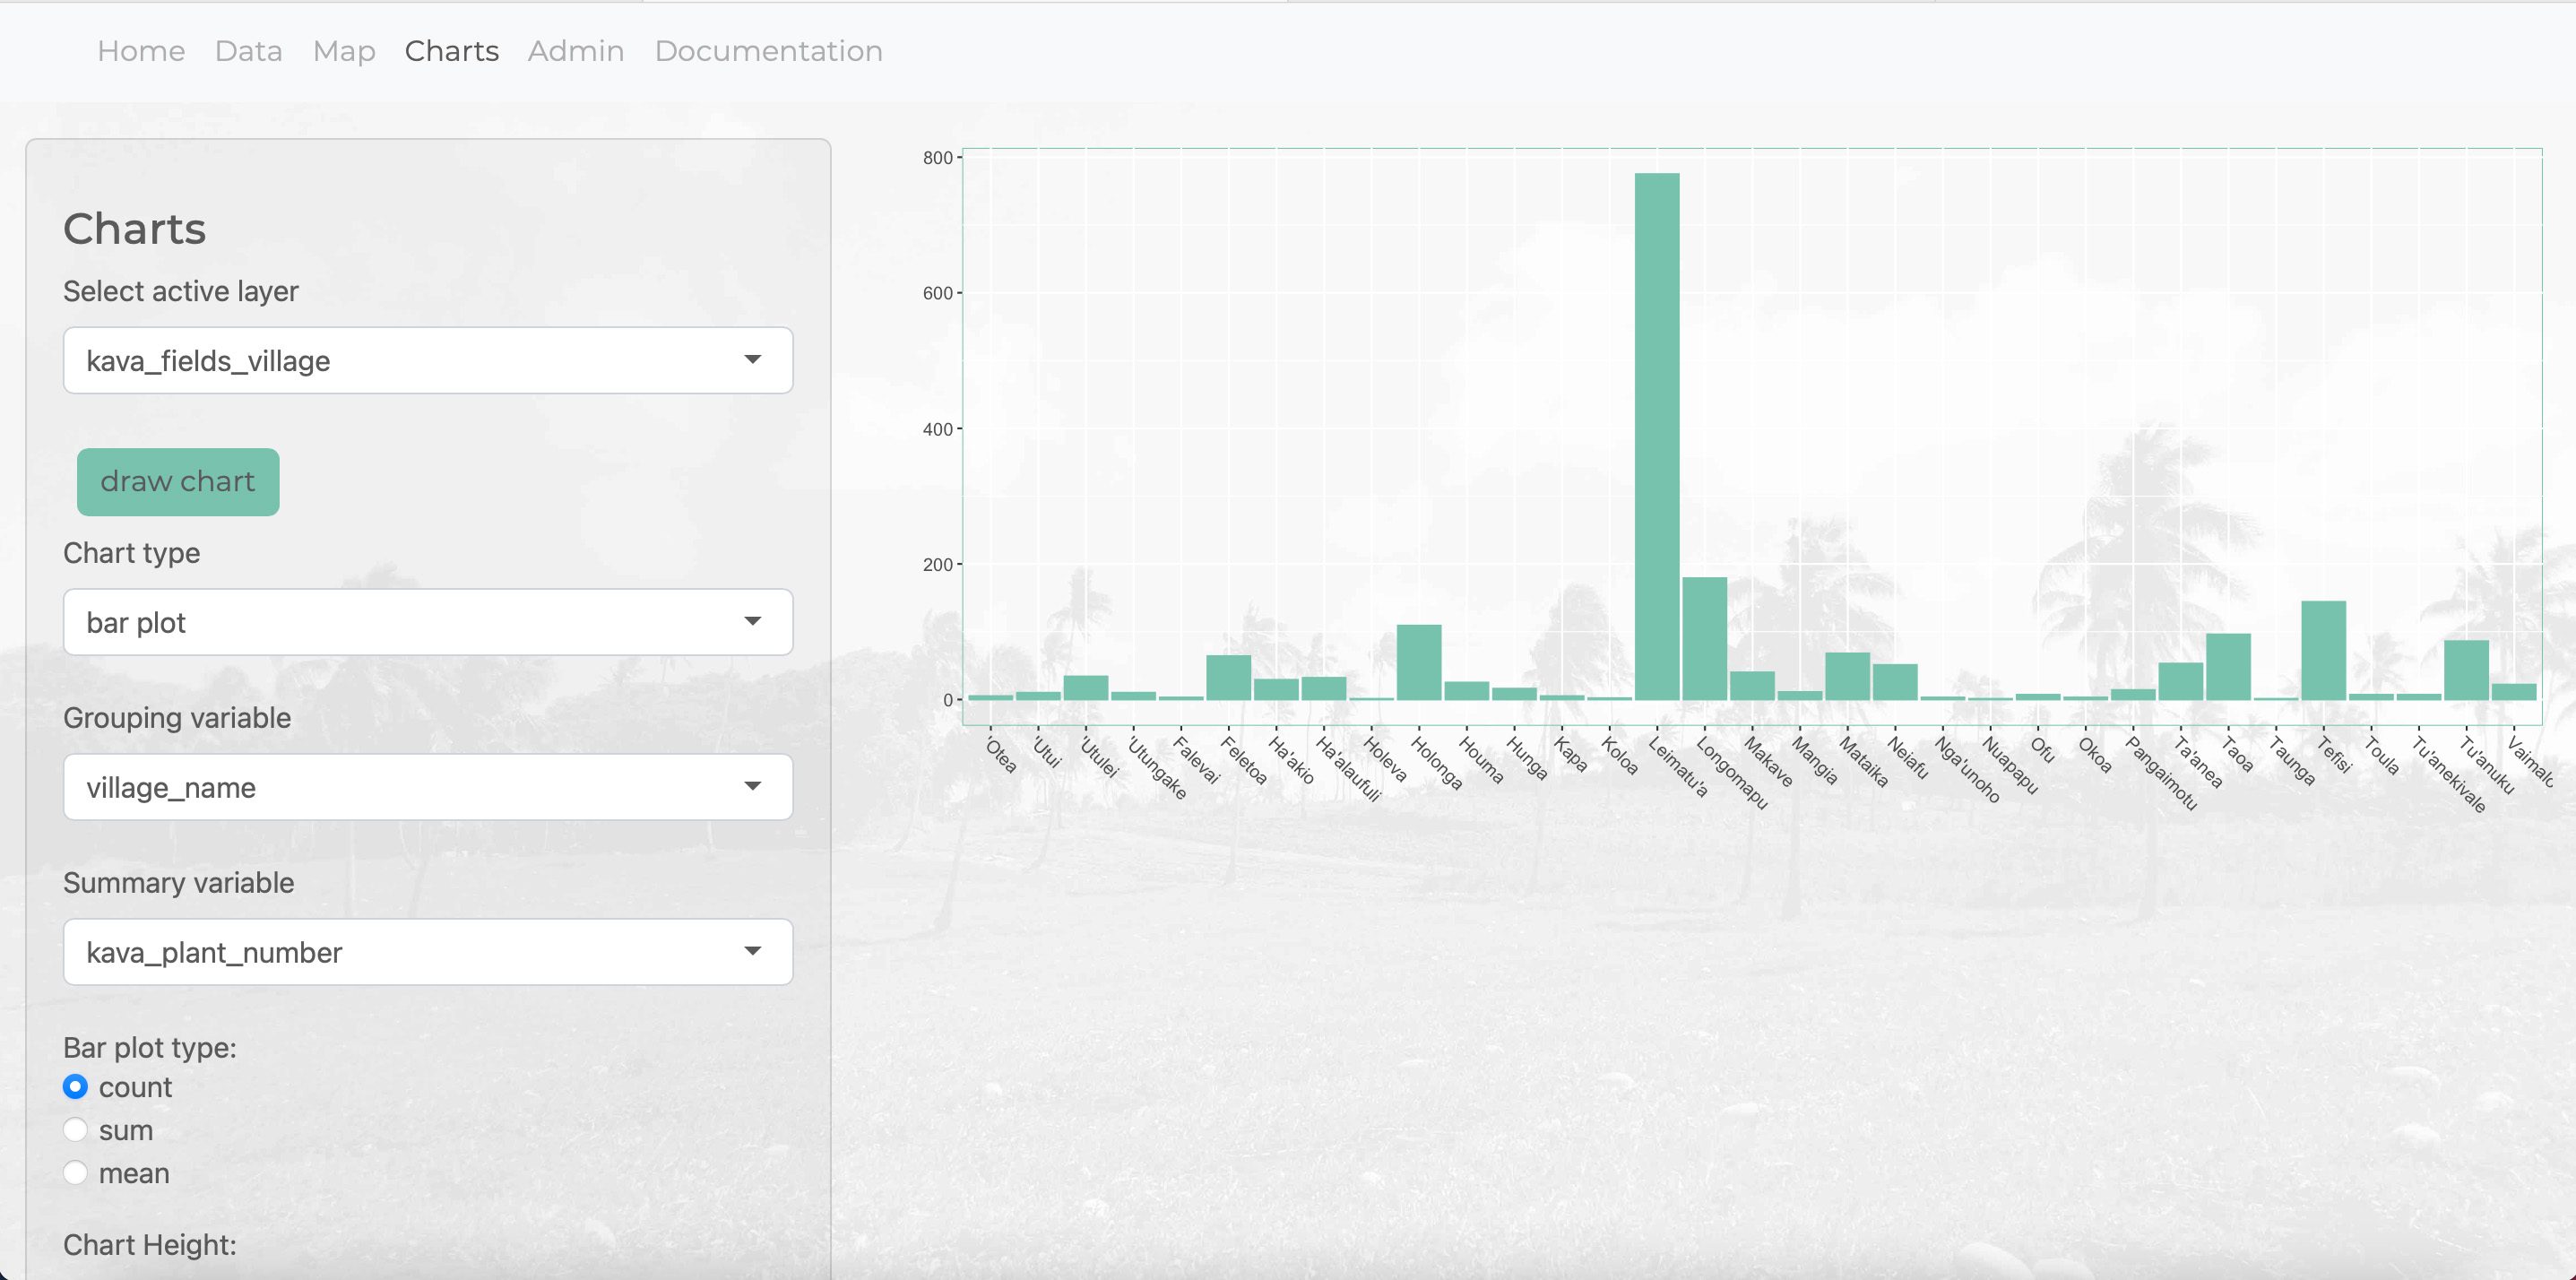 Home Data Map Charts Admin Documentation
Charts
Select active layer
kava_fields_village
draw chart
Chart type
bar plot
Grouping variable
village_name
Summary variable
kava_plant_number
Bar plot type:
count
sum
mean
Chart Height:
800
600
400
200
0
'Otea
'Utui
'Utulei
'Utungake
Falevai
Feletoa
Ha'akio
Ha'alaufuli
Holeva
Holonga
Houma
Hunga
Kapa
Koloa
Leimatu'a
Longomapu
Makave
Mangia
Mataika
Neiafu
Nga'unoho
Nuapapu
Ofu
Okoa
Pangaimotu
Ta'anea
Taoa
Taunga
Tefisi
Toula
Tu'anekivale
Tu'anuku